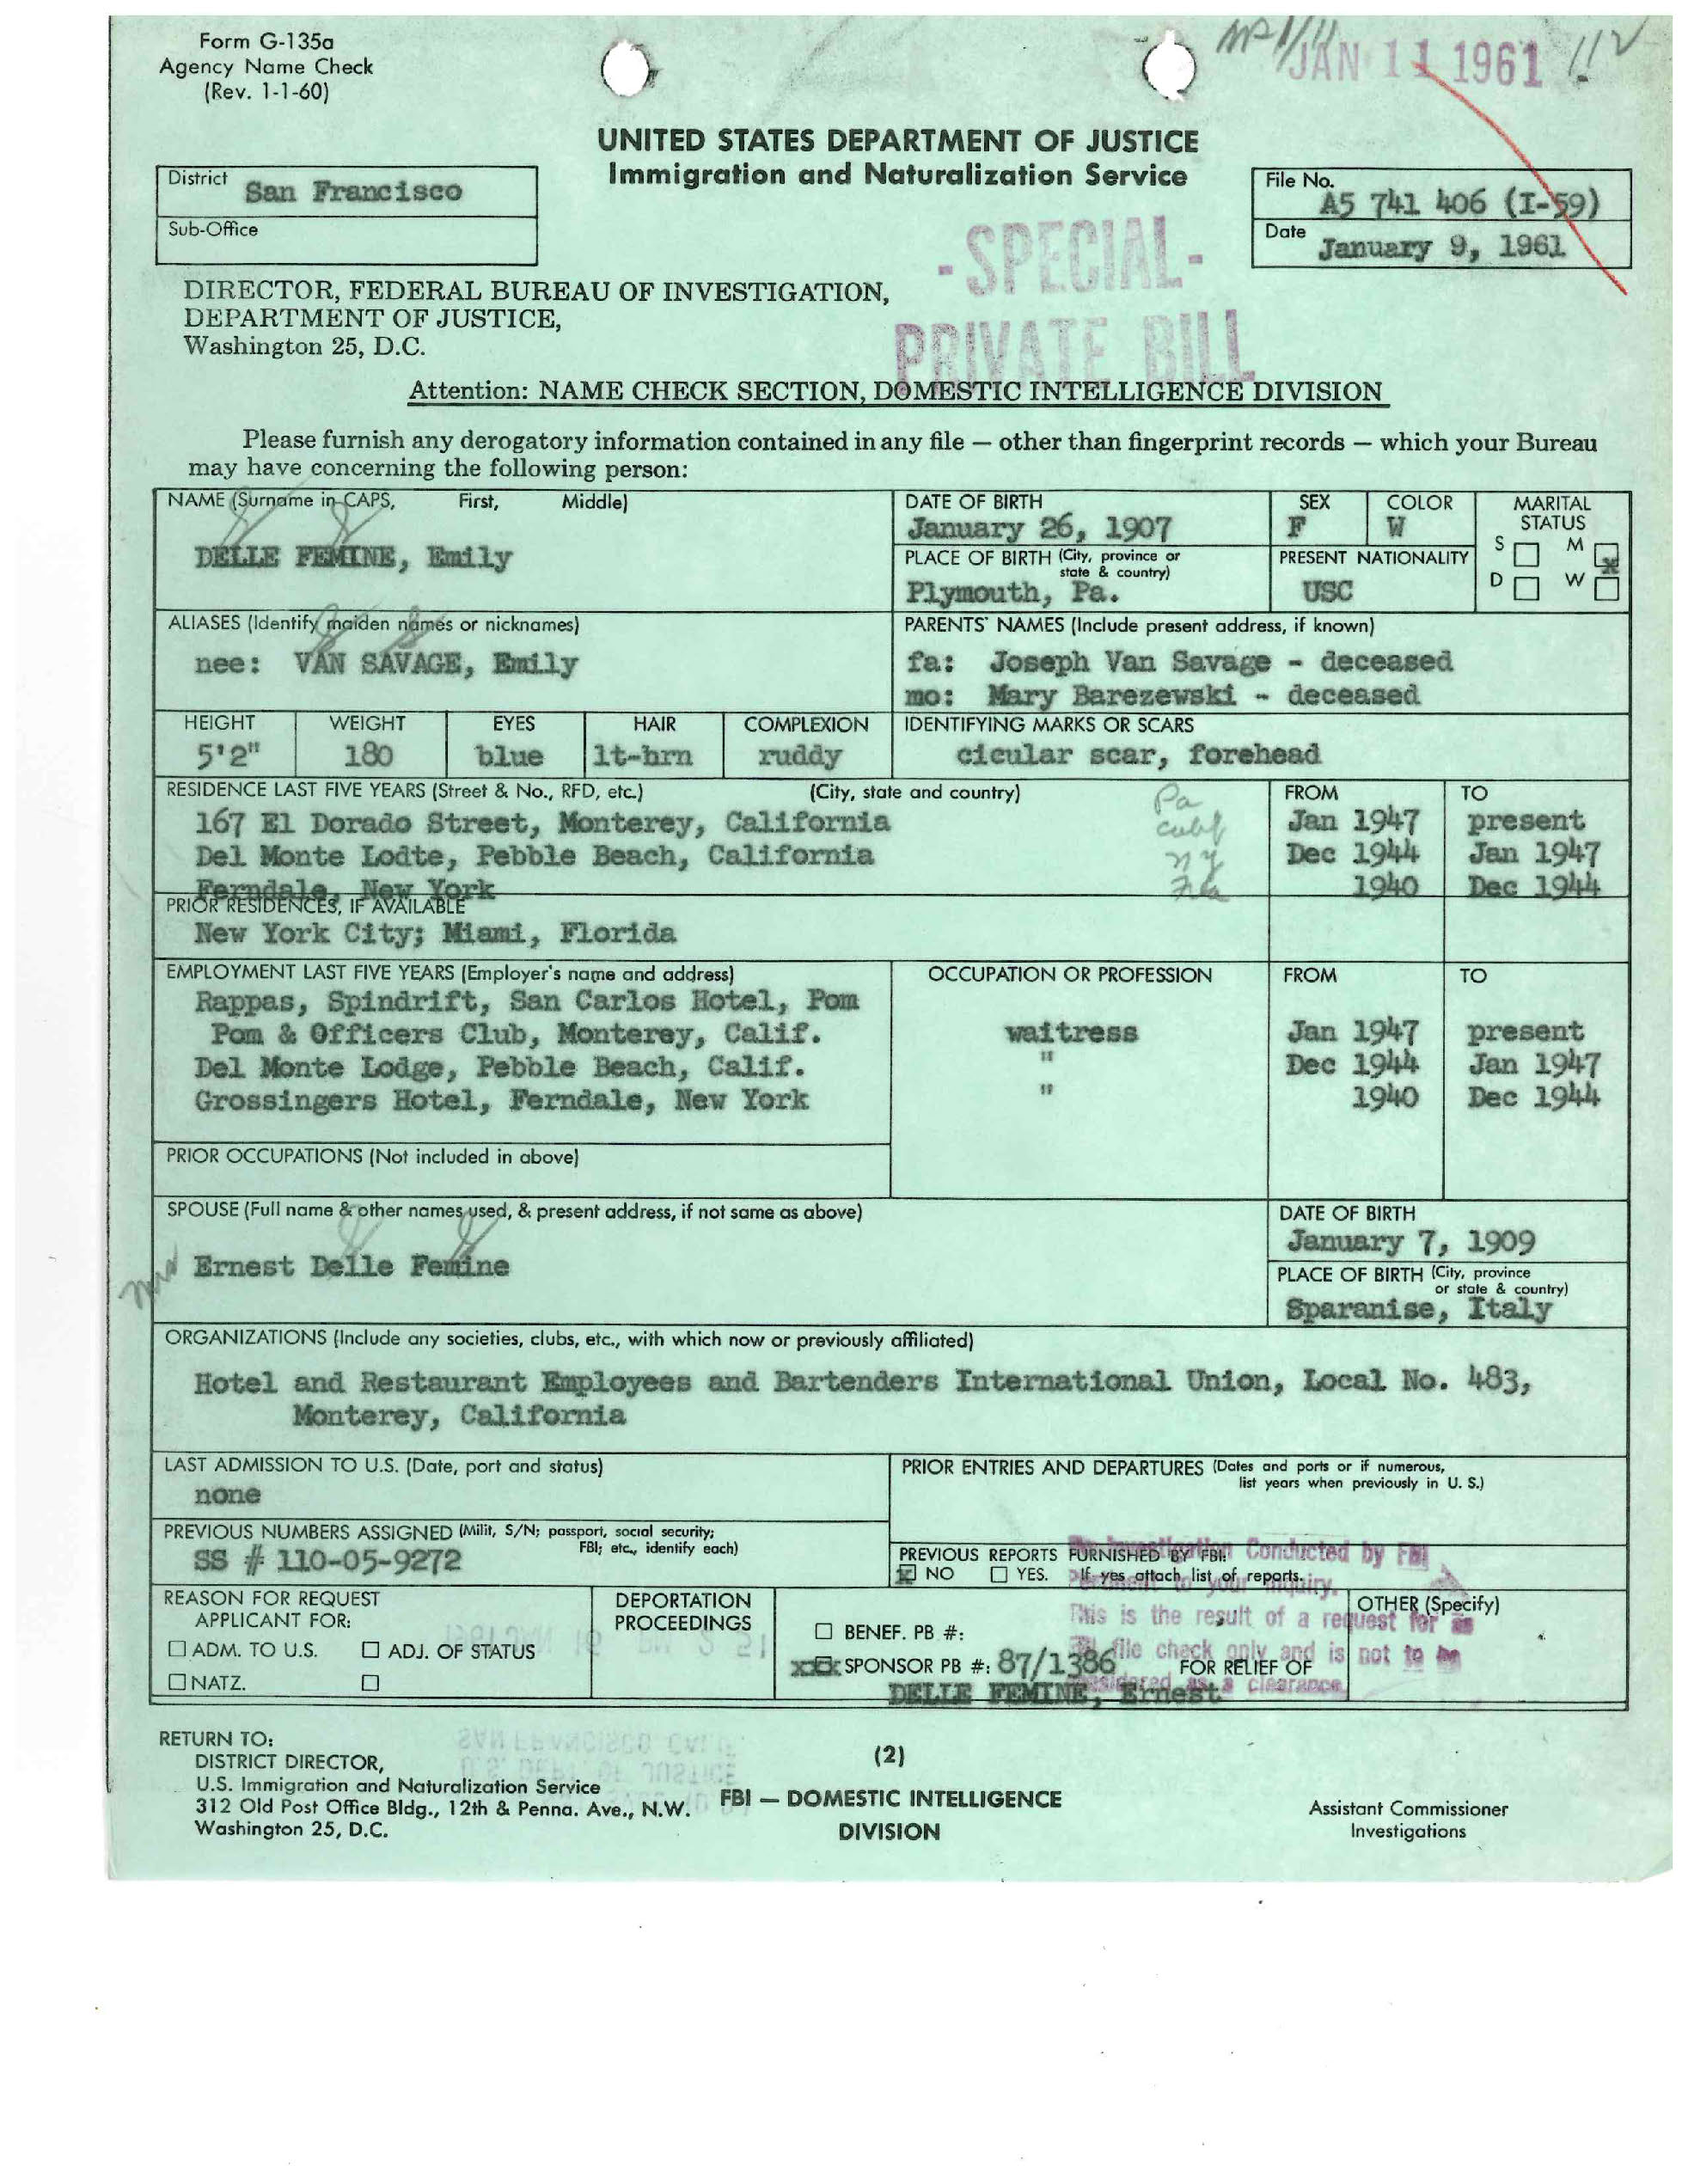 Form G-135a
Agency Name Check
(Rev. 1-1-60)
JAN 11 1961
UNITED STATES DEPARTMENT OF JUSTICE
Immigration and Naturalization Service
District San Francisco
Sub-Office
File No. A5 741 406 (I-59)
Date January 9, 1961
DIRECTOR, FEDERAL BUREAU OF INVESTIGATION,
DEPARTMENT OF JUSTICE,
Washington 25, D.C.
- SPECIAL -
PRIVATE BILL
Attention: NAME CHECK SECTION, DOMESTIC INTELLIGENCE DIVISION
Please furnish any derogatory information contained in any file — other than fingerprint records — which your Bureau
may have concerning the following person:
NAME (Surname in CAPS, First, Middle)
DELLE FEMINE, Emily
DATE OF BIRTH
January 26, 1907
SEX
F
COLOR
W
MARITAL
STATUS
S M
D W
x
PLACE OF BIRTH (City, province or
state & country)
Plymouth, Pa.
PRESENT NATIONALITY
USC
ALIASES (Identify maiden names or nicknames)
nee: VAN SAVAGE, Emily
PARENTS' NAMES (Include present address, if known)
fa: Joseph Van Savage - deceased
mo: Mary Barezewski - deceased
HEIGHT
5'2"
WEIGHT
180
EYES
blue
HAIR
lt-brn
COMPLEXION
ruddy
IDENTIFYING MARKS OR SCARS
cicular scar, forehead
RESIDENCE LAST FIVE YEARS (Street & No., RFD, etc.) (City, state and country) FROM TO
167 El Dorado Street, Monterey, California Jan 1947 present
Del Monte Lodte, Pebble Beach, California Dec 1944 Jan 1947
Ferndale, New York 1940 Dec 1944
Pa
Calif
NY
Fla
PRIOR RESIDENCES, IF AVAILABLE
New York City; Miami, Florida
EMPLOYMENT LAST FIVE YEARS (Employer's name and address) OCCUPATION OR PROFESSION FROM TO
Rappas, Spindrift, San Carlos Hotel, Pom
Pom & Officers Club, Monterey, Calif. waitress Jan 1947 present
Del Monte Lodge, Pebble Beach, Calif. " Dec 1944 Jan 1947
Grossingers Hotel, Ferndale, New York " 1940 Dec 1944
PRIOR OCCUPATIONS (Not included in above)
SPOUSE (Full name & other names used, & present address, if not same as above)
Ernest Delle Femine
DATE OF BIRTH
January 7, 1909
PLACE OF BIRTH (City, province
or state & country)
Sparanise, Italy
ORGANIZATIONS (Include any societies, clubs, etc., with which now or previously affiliated)
Hotel and Restaurant Employees and Bartenders International Union, Local No. 483,
Monterey, California
LAST ADMISSION TO U.S. (Date, port and status)
none
PRIOR ENTRIES AND DEPARTURES (Dates and ports or if numerous,
list years when previously in U. S.)
PREVIOUS NUMBERS ASSIGNED (Milit, S/N; passport, social security;
FBI; etc., identify each)
SS # 110-05-9272
PREVIOUS REPORTS FURNISHED BY FBI:
x NO YES. If yes attach list of reports.
Investigation Conducted by FBI
to your inquiry.
This is the result of a request for an
FBI file check only and is not to be
considered as a clearance.
REASON FOR REQUEST
APPLICANT FOR:
ADM. TO U.S. ADJ. OF STATUS
NATZ.
DEPORTATION
PROCEEDINGS
BENEF. PB #:
xxx SPONSOR PB #: 87/1386 FOR RELIEF OF
DELLE FEMINE, Ernest
OTHER (Specify)
RETURN TO:
DISTRICT DIRECTOR,
U.S. Immigration and Naturalization Service
312 Old Post Office Bldg., 12th & Penna. Ave., N.W.
Washington 25, D.C.
(2)
FBI — DOMESTIC INTELLIGENCE
DIVISION
Assistant Commissioner
Investigations